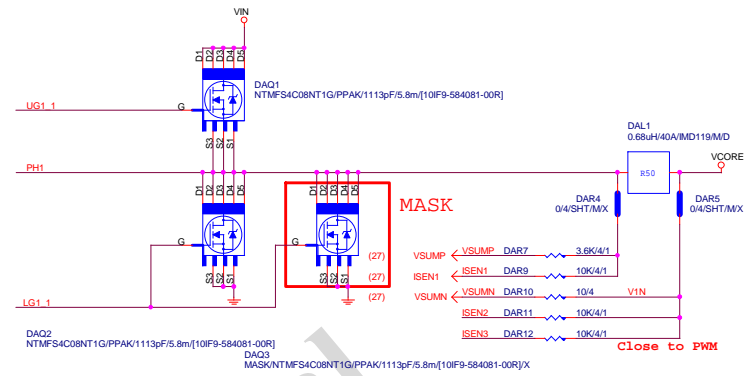 VIN
D1 D2 D3 D4 D5
DAQ1
NTMFS4C08NT1G/PPAK/1113pF/5.8m/[10IF9-584081-00R]
UG1_1
G
S3 S2 S1
DAL1
0.68uH/40A/IMD119/M/D
PH1
R50
VCORE
D1 D2 D3 D4 D5
D1 D2 D3 D4 D5
MASK
DAR4
0/4/SHT/M/X
DAR5
0/4/SHT/M/X
G
G
S3 S2 S1
S3 S2 S1
(27) VSUMP VSUMP DAR7 3.6K/4/1
(27) ISEN1 ISEN1 DAR9 10K/4/1
(27) VSUMN VSUMN DAR10 10/4 V1N
ISEN2 DAR11 10K/4/1
ISEN3 DAR12 10K/4/1
Close to PWM
LG1_1
DAQ2
NTMFS4C08NT1G/PPAK/1113pF/5.8m/[10IF9-584081-00R]
DAQ3
MASK/NTMFS4C08NT1G/PPAK/1113pF/5.8m/[10IF9-584081-00R]/X